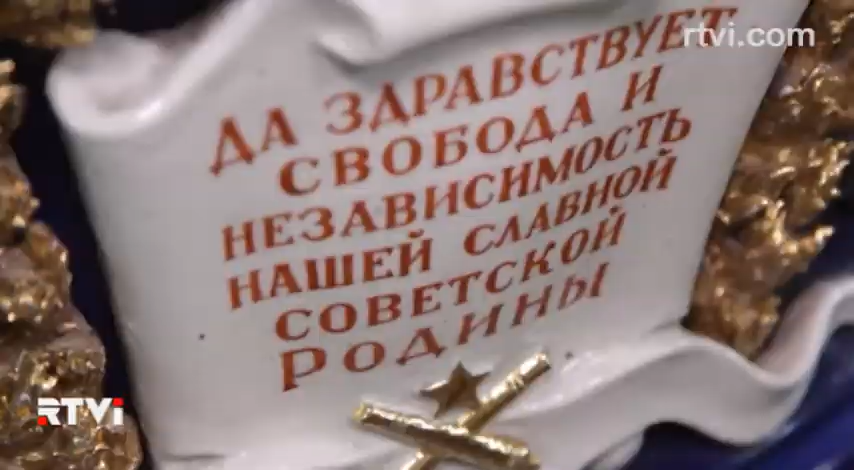 rtvi.com
ДА ЗДРАВСТВУЕТ
СВОБОДА И
НЕЗАВИСИМОСТЬ
НАШЕЙ СЛАВНОЙ
СОВЕТСКОЙ
РОДИНЫ
RTVi